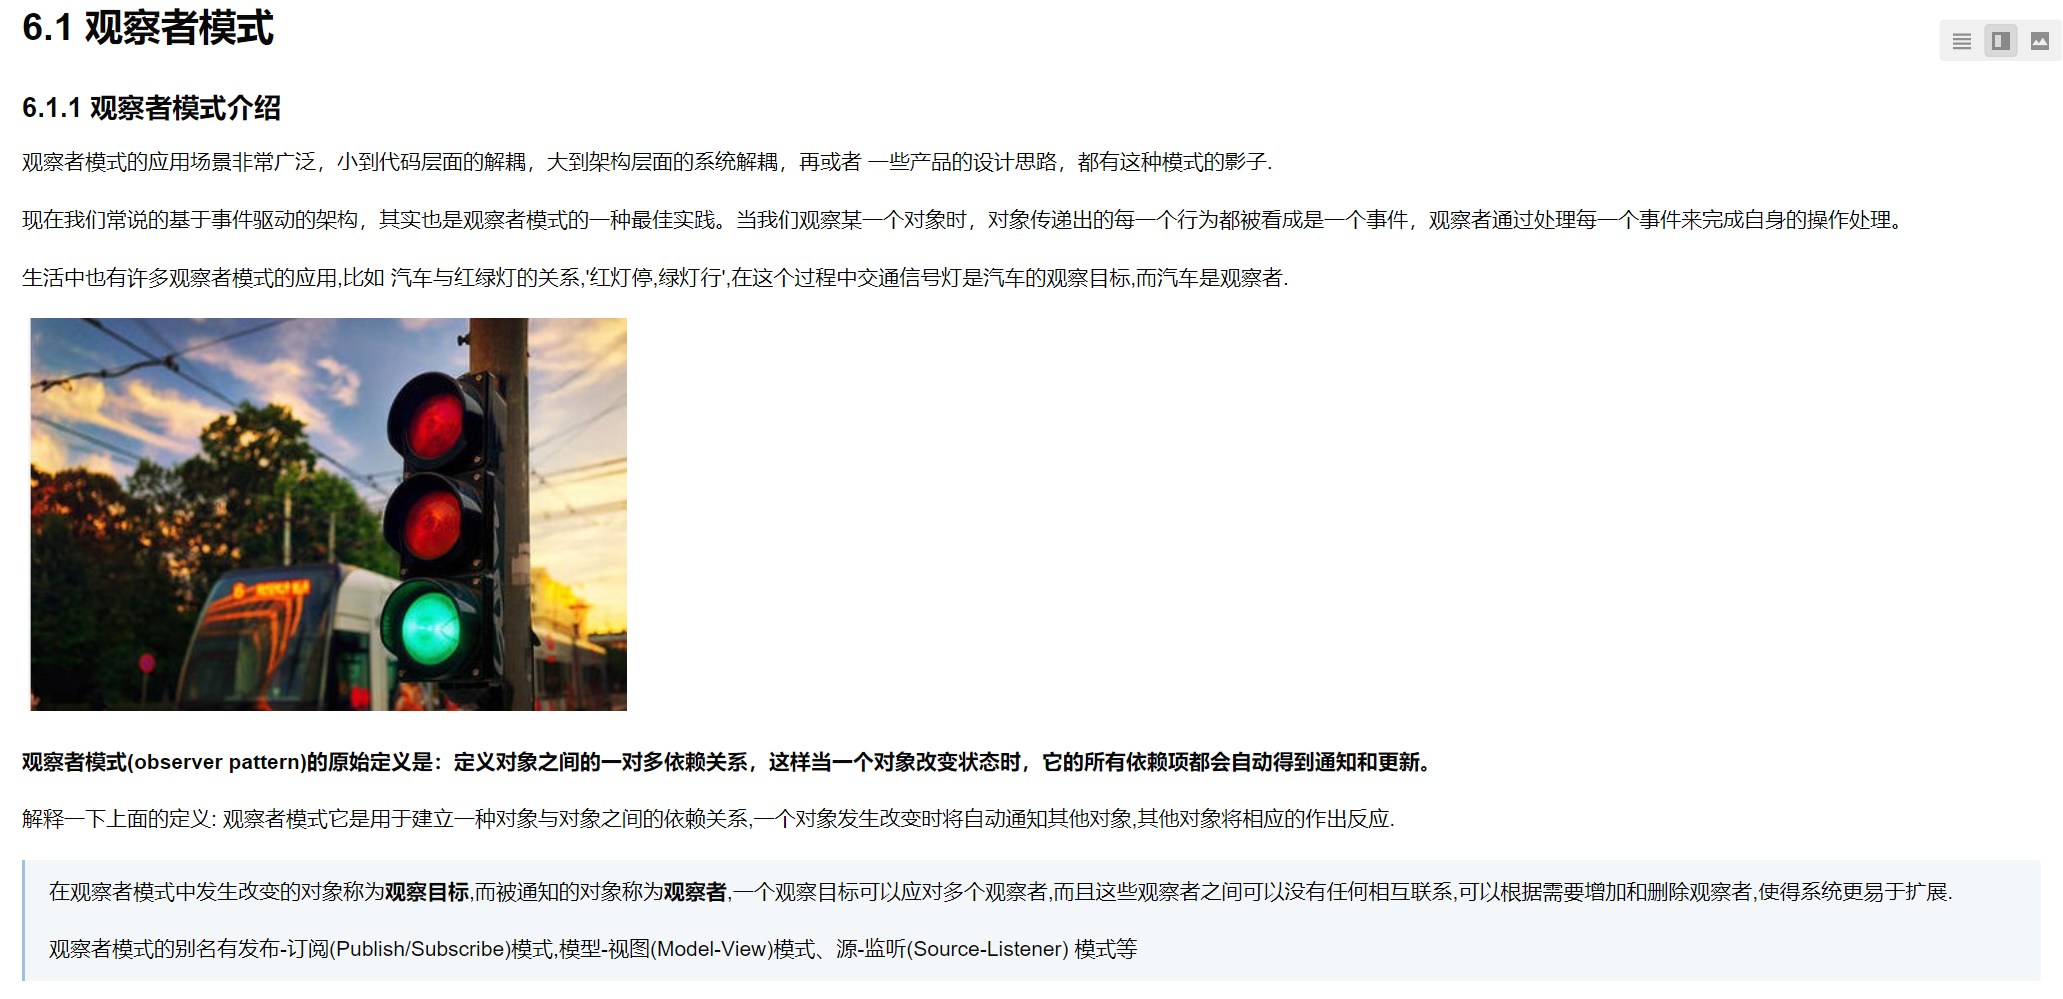 6.1 观察者模式
6.1.1 观察者模式介绍
观察者模式的应用场景非常广泛，小到代码层面的解耦，大到架构层面的系统解耦，再或者 一些产品的设计思路，都有这种模式的影子.
现在我们常说的基于事件驱动的架构，其实也是观察者模式的一种最佳实践。当我们观察某一个对象时，对象传递出的每一个行为都被看成是一个事件，观察者通过处理每一个事件来完成自身的操作处理。
生活中也有许多观察者模式的应用,比如 汽车与红绿灯的关系,'红灯停,绿灯行',在这个过程中交通信号灯是汽车的观察目标,而汽车是观察者.
6
观察者模式(observer pattern)的原始定义是：定义对象之间的一对多依赖关系，这样当一个对象改变状态时，它的所有依赖项都会自动得到通知和更新。
解释一下上面的定义: 观察者模式它是用于建立一种对象与对象之间的依赖关系,一个对象发生改变时将自动通知其他对象,其他对象将相应的作出反应.
在观察者模式中发生改变的对象称为观察目标,而被通知的对象称为观察者,一个观察目标可以应对多个观察者,而且这些观察者之间可以没有任何相互联系,可以根据需要增加和删除观察者,使得系统更易于扩展.
观察者模式的别名有发布-订阅(Publish/Subscribe)模式,模型-视图(Model-View)模式、源-监听(Source-Listener) 模式等